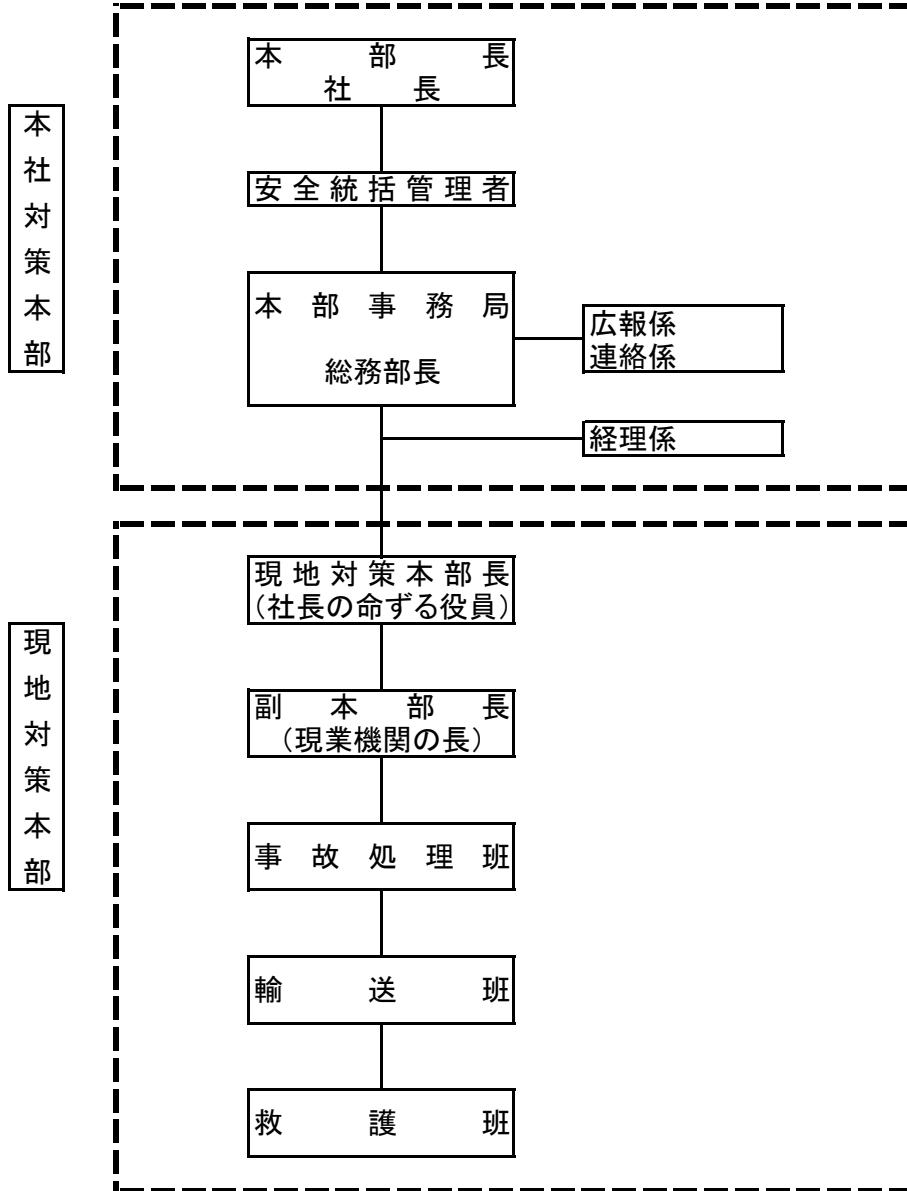 本社対策本部
本部長
社長
安全統括管理者
本部事務局
総務部長
広報係
連絡係
経理係
現地対策本部
現地対策本部長
（社長の命ずる役員）
副本部長
（現業機関の長）
事故処理班
輸送班
救護班